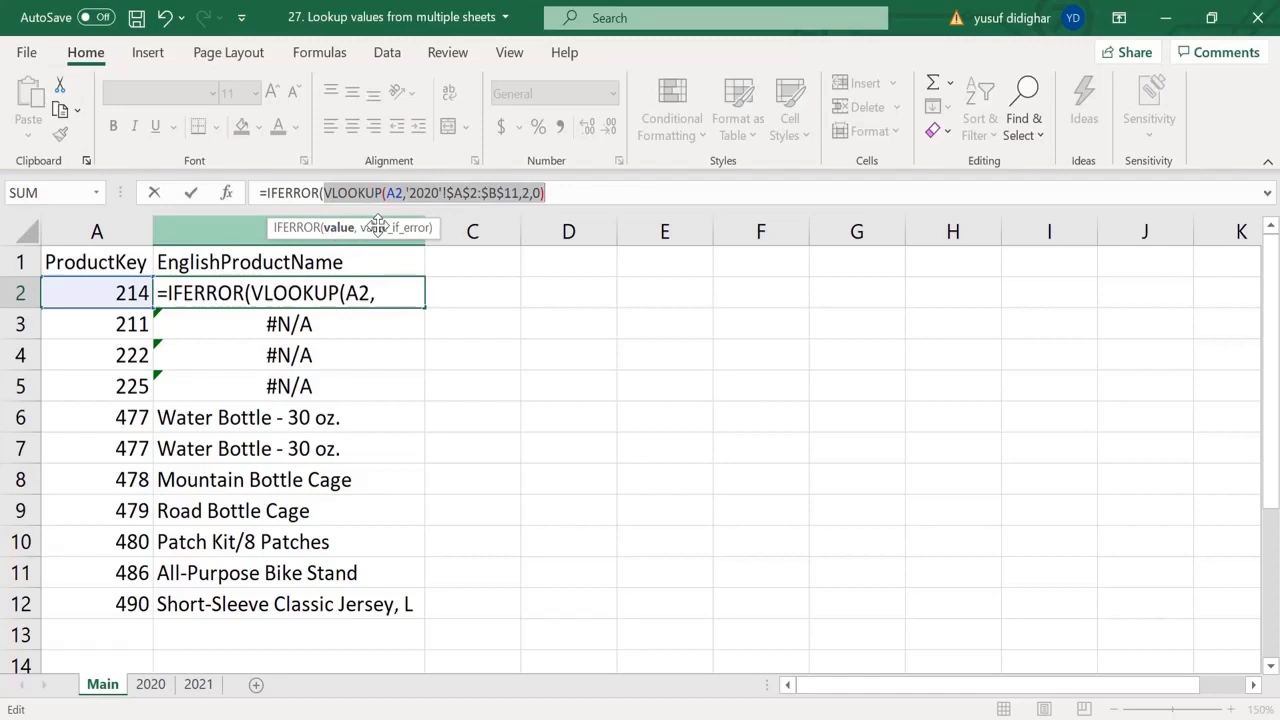 AutoSave Off 27. Lookup values from multiple sheets Search yusuf didighar YD
File Home Insert Page Layout Formulas Data Review View Help Share Comments
Paste 11 General Conditional Formatting Format as Table Cell Styles Insert Delete Format Sort & Filter Find & Select Ideas Sensitivity
Clipboard Font Alignment Number Styles Cells Editing Ideas Sensitivity
SUM =IFERROR(VLOOKUP(A2,'2020'!$A$2:$B$11,2,0)
IFERROR(value, value_if_error)
A C D E F G H I J K
1 ProductKey EnglishProductName
2 214 =IFERROR(VLOOKUP(A2,
3 211 #N/A
4 222 #N/A
5 225 #N/A
6 477 Water Bottle - 30 oz.
7 477 Water Bottle - 30 oz.
8 478 Mountain Bottle Cage
9 479 Road Bottle Cage
10 480 Patch Kit/8 Patches
11 486 All-Purpose Bike Stand
12 490 Short-Sleeve Classic Jersey, L
13
14
Main 2020 2021
Edit 150%